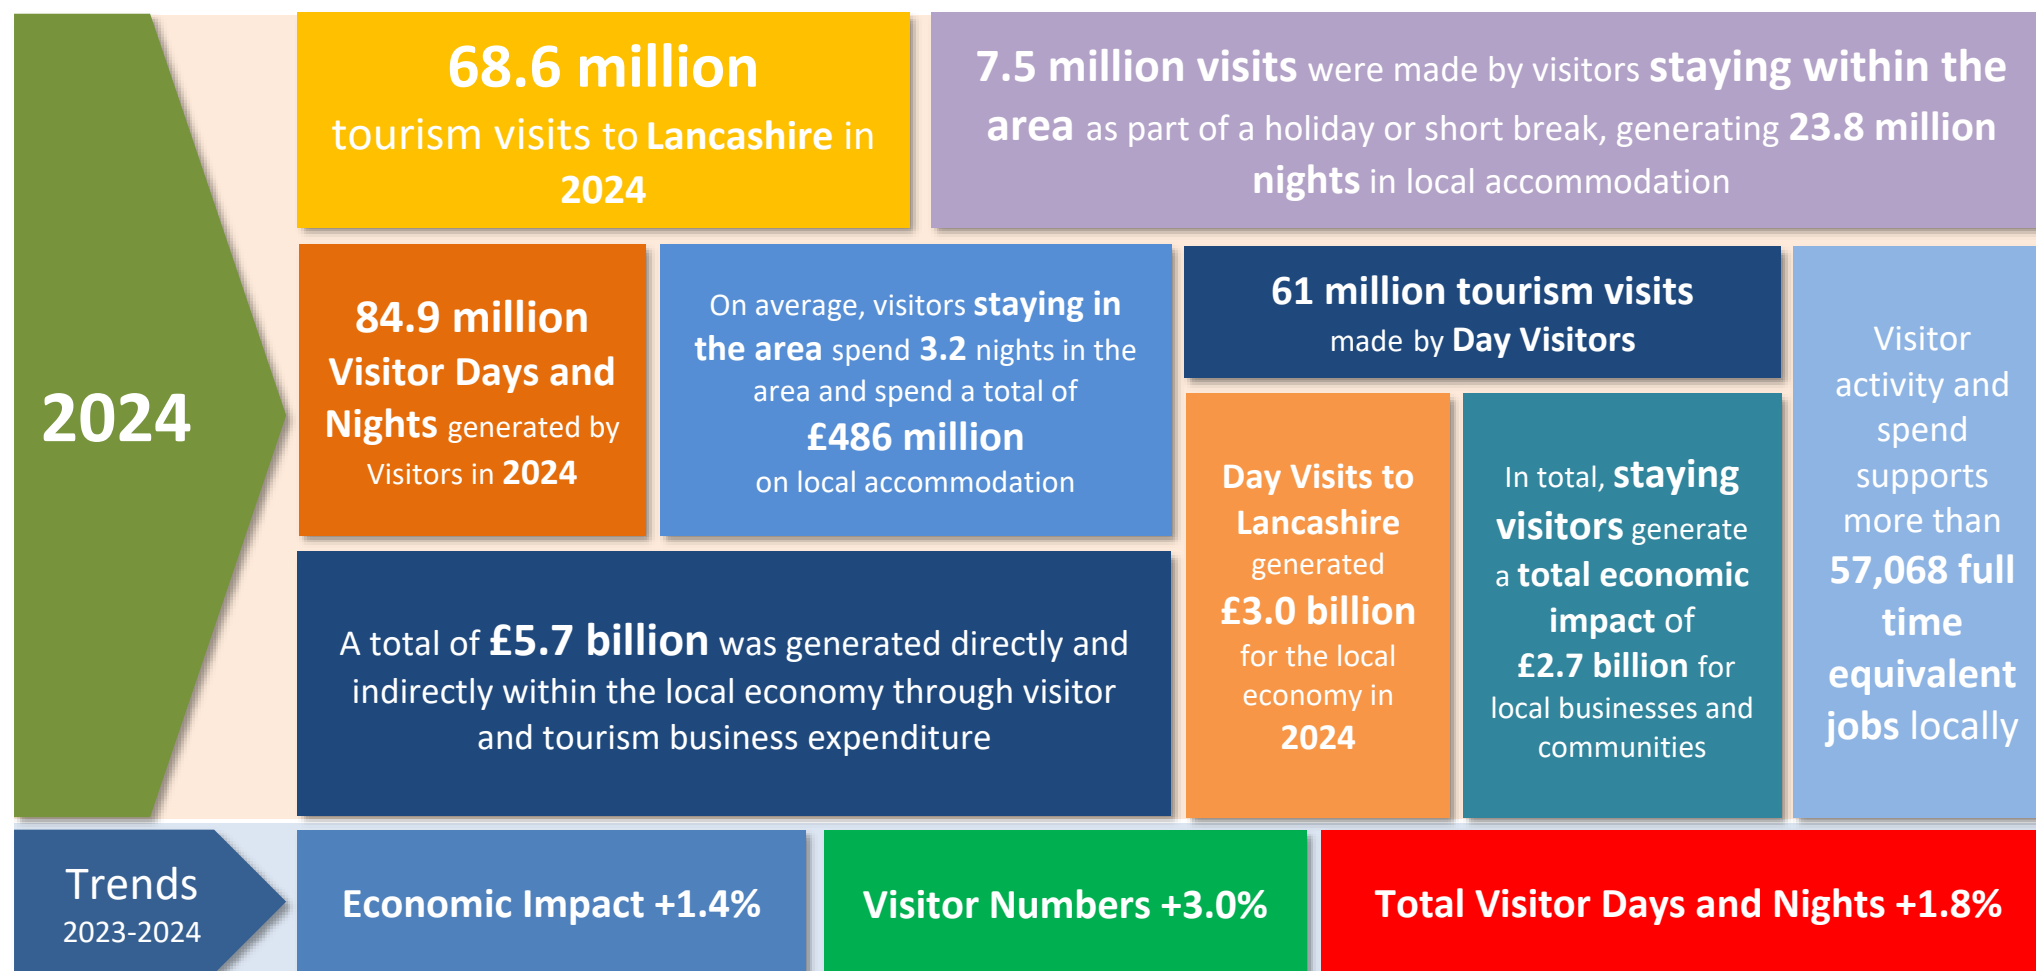 2024
68.6 million
tourism visits to Lancashire in
2024
7.5 million visits were made by visitors staying within the
area as part of a holiday or short break, generating 23.8 million
nights in local accommodation
84.9 million
Visitor Days and
Nights generated by
Visitors in 2024
On average, visitors staying in
the area spend 3.2 nights in the
area and spend a total of
£486 million
on local accommodation
61 million tourism visits
made by Day Visitors
Day Visits to
Lancashire
generated
£3.0 billion
for the local
economy in
2024
In total, staying
visitors generate
a total economic
impact of
£2.7 billion for
local businesses and
communities
Visitor
activity and
spend
supports
more than
57,068 full
time
equivalent
jobs locally
A total of £5.7 billion was generated directly and
indirectly within the local economy through visitor
and tourism business expenditure
Trends
2023-2024
Economic Impact +1.4%
Visitor Numbers +3.0%
Total Visitor Days and Nights +1.8%